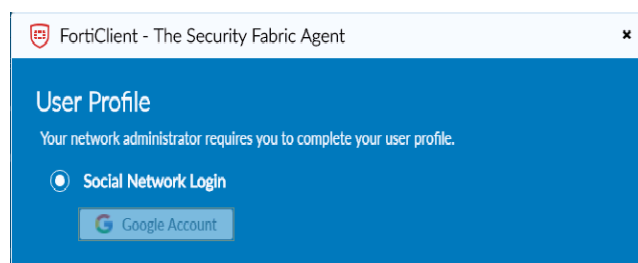 FortiClient - The Security Fabric Agent
User Profile
Your network administrator requires you to complete your user profile.
Social Network Login
Google Account